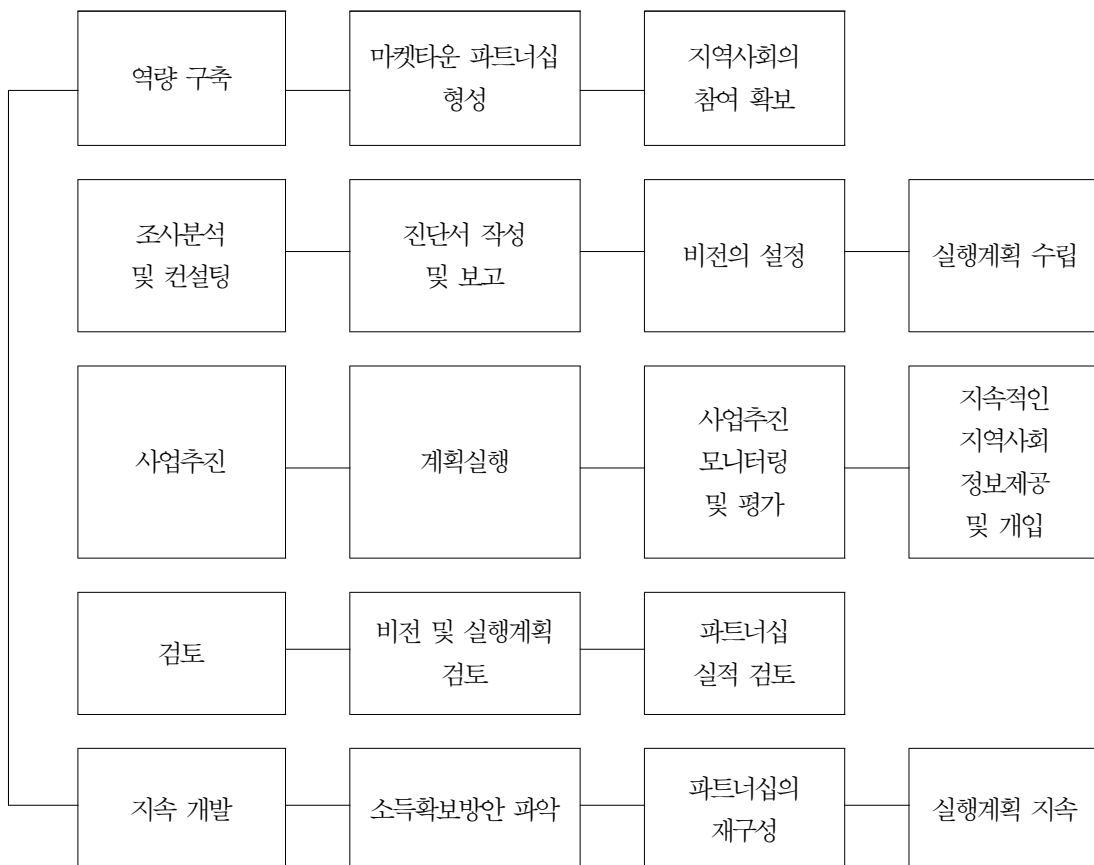 역량 구축
마켓타운 파트너십
형성
지역사회의
참여 확보
조사분석
및 컨설팅
진단서 작성
및 보고
비전의 설정
실행계획 수립
사업추진
계획실행
사업추진
모니터링
및 평가
지속적인
지역사회
정보제공
및 개입
검토
비전 및 실행계획
검토
파트너십
실적 검토
지속 개발
소득확보방안 파악
파트너십의
재구성
실행계획 지속